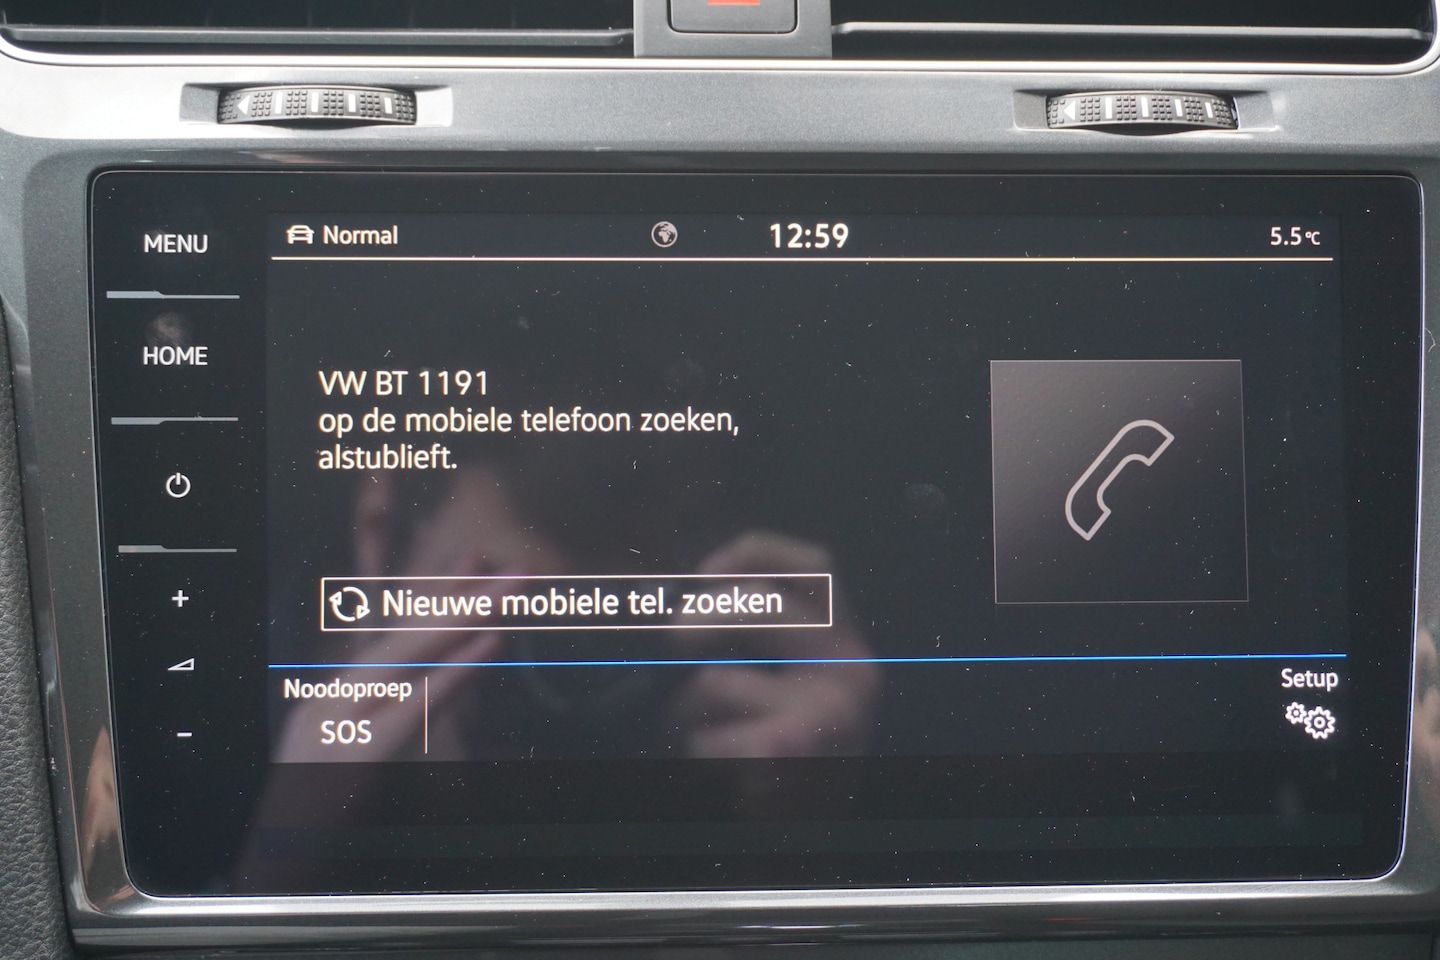 MENU
HOME
+
-
Normal
12:59
5.5°C
VW BT 1191
op de mobiele telefoon zoeken,
alstublieft.
Nieuwe mobiele tel. zoeken
Noodoproep
SOS
Setup